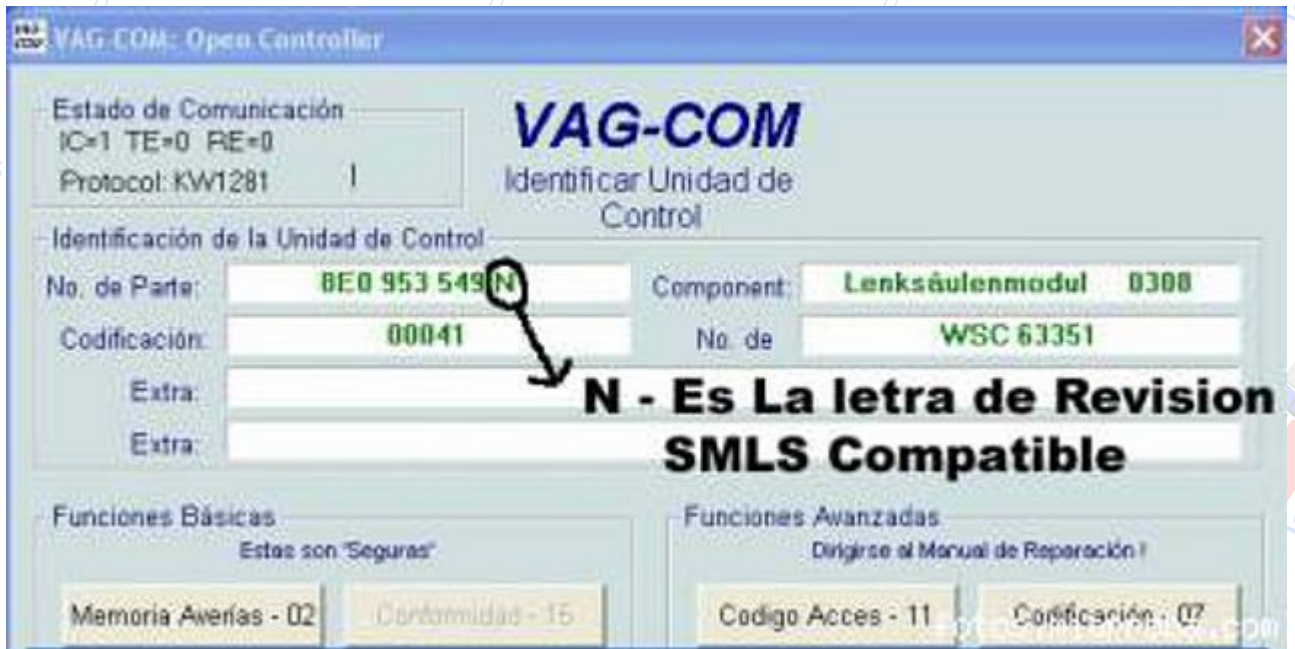 VAG-COM: Open Controller
Estado de Comunicación
IC=1 TE=0 RE=0
Protocol: KW1281
VAG-COM
Identificar Unidad de
Control
Identificación de la Unidad de Control
No. de Parte: 8E0 953 549 N
Component: Lenksäulenmodul 0308
Codificación: 00041
No. de WSC 63351
Extra:
N - Es La letra de Revision
Extra:
SMLS Compatible
Funciones Básicas
Estas son "Seguras"
Funciones Avanzadas
Dirigirse al Manual de Reparación !
Memoria Averías - 02
Conformidad - 15
Codigo Acces - 11
Codificación - 07